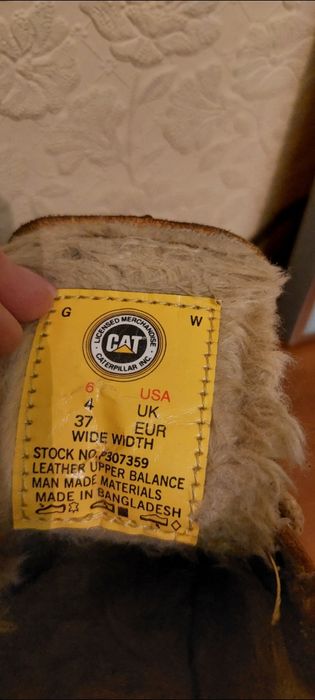 G W
LICENSED MERCHANDISE
CAT
CATERPILLAR INC.
6 USA
4 UK
37 EUR
WIDE WIDTH
STOCK NO. P307359
LEATHER UPPER BALANCE
MAN MADE MATERIALS
MADE IN BANGLADESH